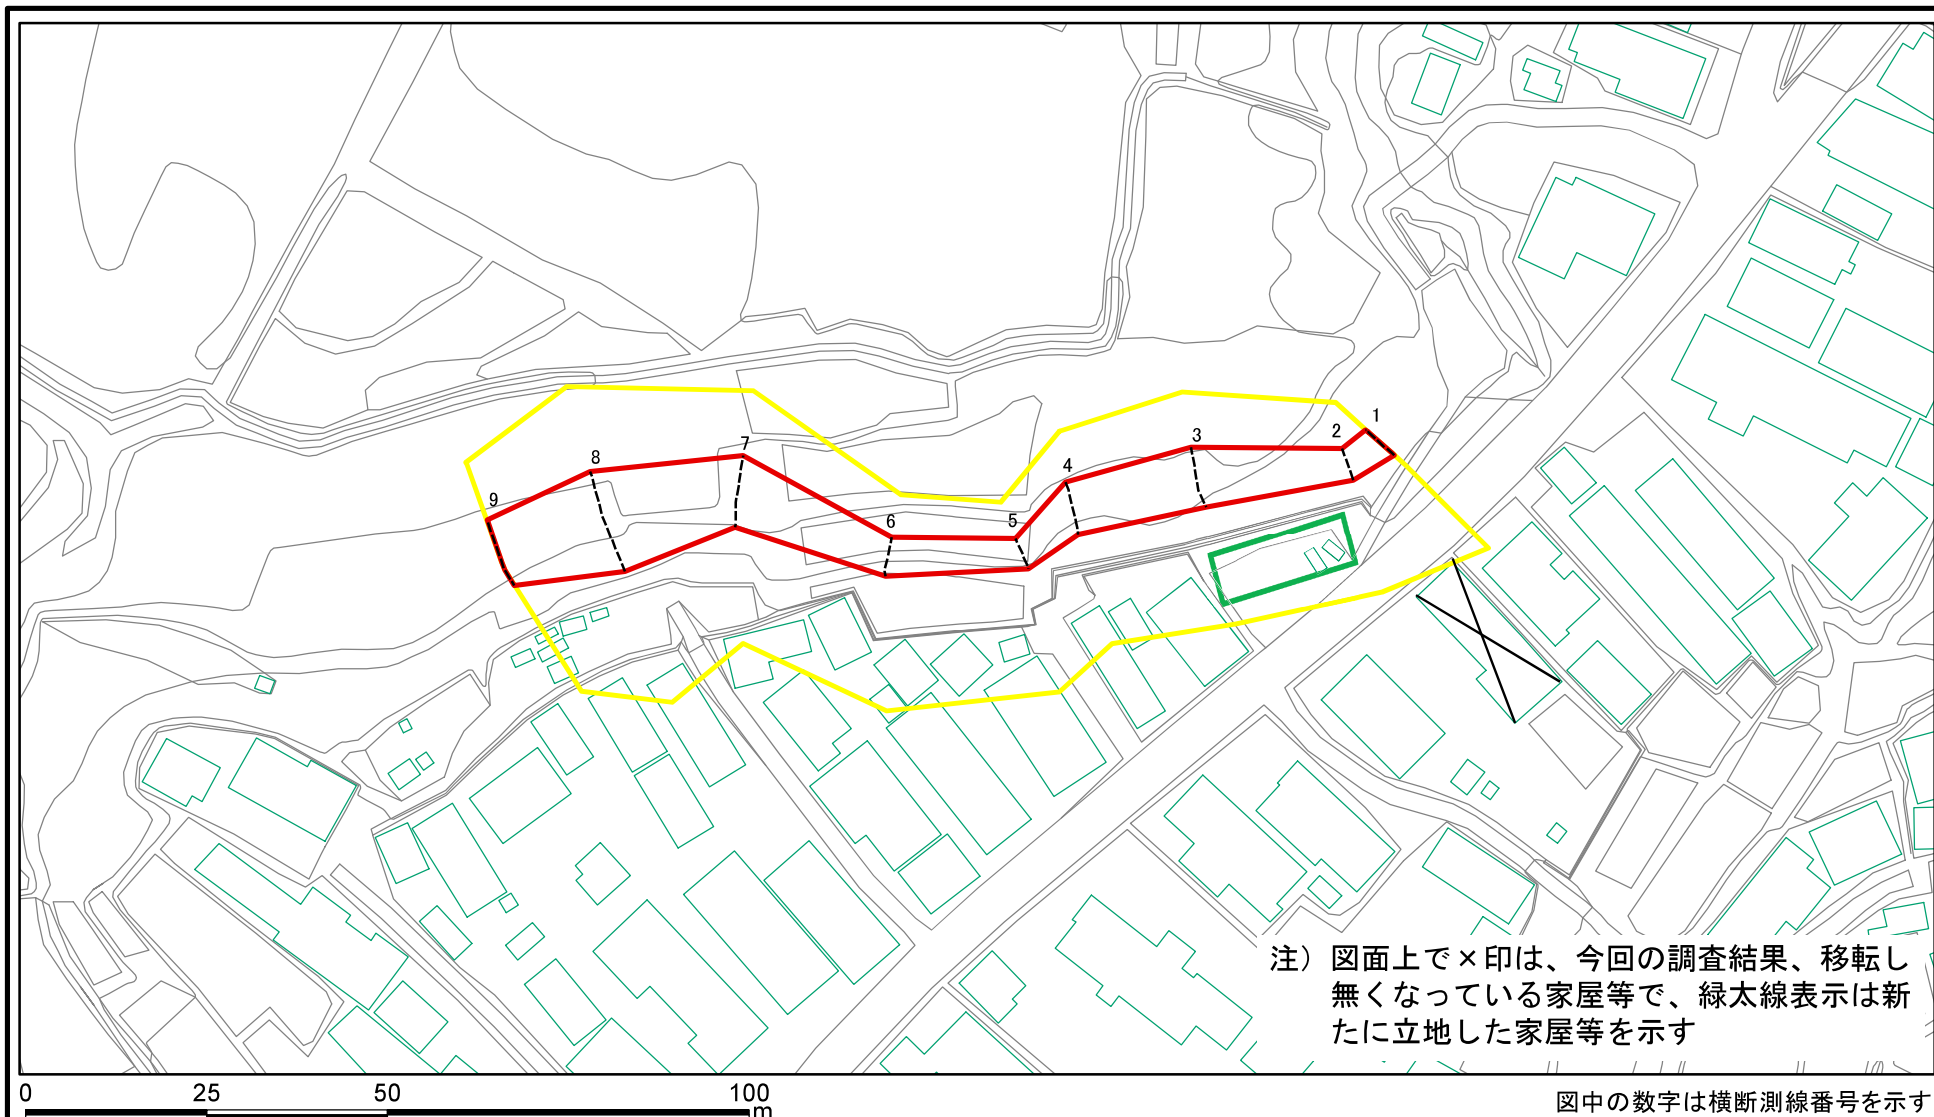 1
2
3
4
5
6
7
8
9
注）図面上で×印は、今回の調査結果、移転し
無くなっている家屋等で、緑太線表示は新
たに立地した家屋等を示す
0 25 50 100
m
図中の数字は横断測線番号を示す